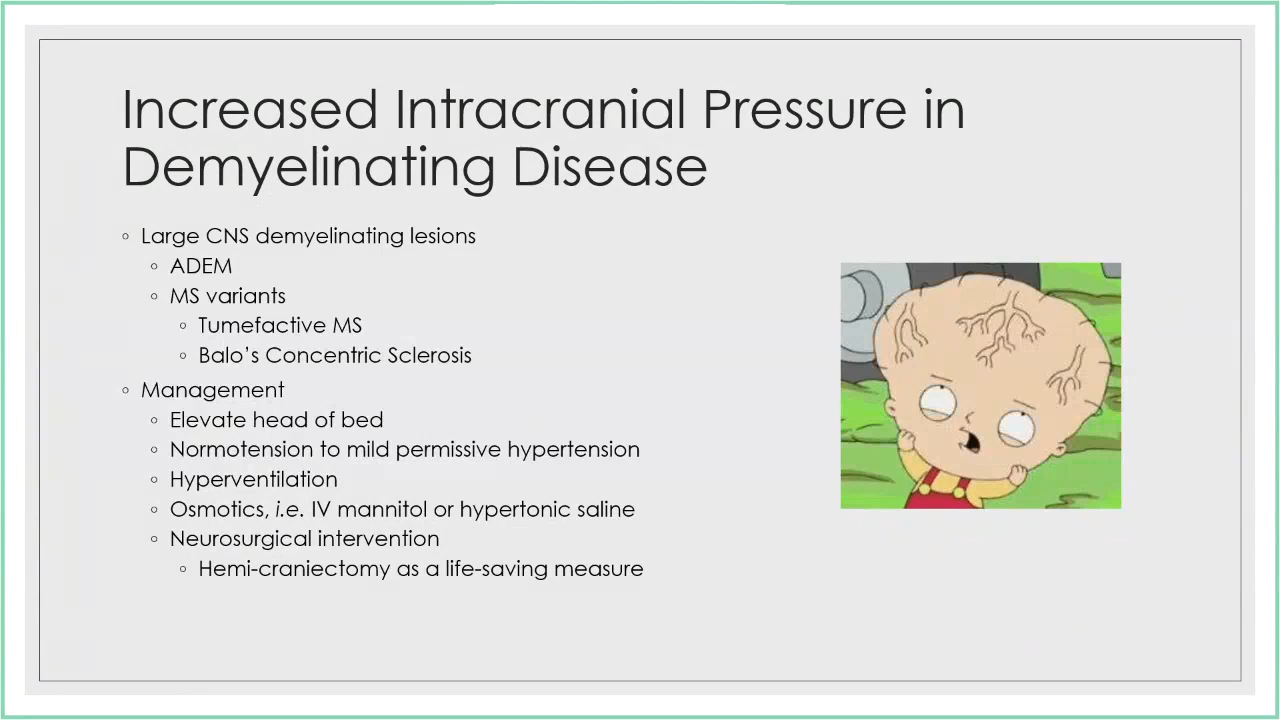 Increased Intracranial Pressure in
Demyelinating Disease
◦ Large CNS demyelinating lesions
◦ ADEM
◦ MS variants
◦ Tumefactive MS
◦ Balo’s Concentric Sclerosis
◦ Management
◦ Elevate head of bed
◦ Normotension to mild permissive hypertension
◦ Hyperventilation
◦ Osmotics, i.e. IV mannitol or hypertonic saline
◦ Neurosurgical intervention
◦ Hemi-craniectomy as a life-saving measure